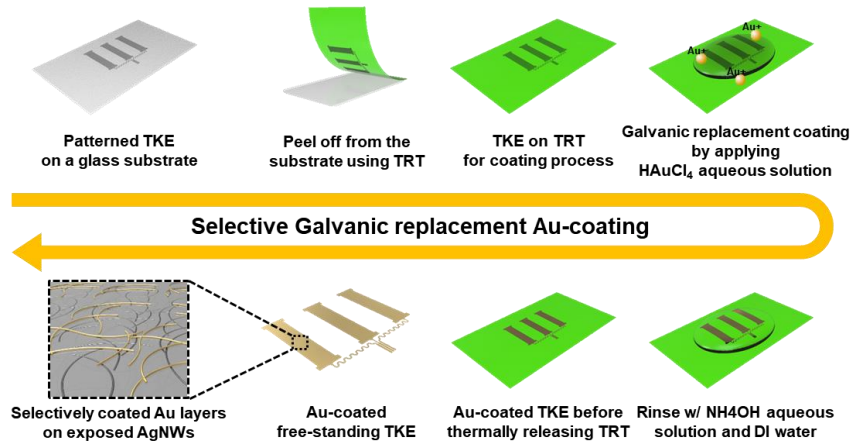 Au+
Au+
Au+
Patterned TKE
on a glass substrate
Peel off from the
substrate using TRT
TKE on TRT
for coating process
Galvanic replacement coating
by applying
HAuCl₄ aqueous solution
Selective Galvanic replacement Au-coating
Selectively coated Au layers
on exposed AgNWs
Au-coated
free-standing TKE
Au-coated TKE before
thermally releasing TRT
Rinse w/ NH4OH aqueous
solution and DI water